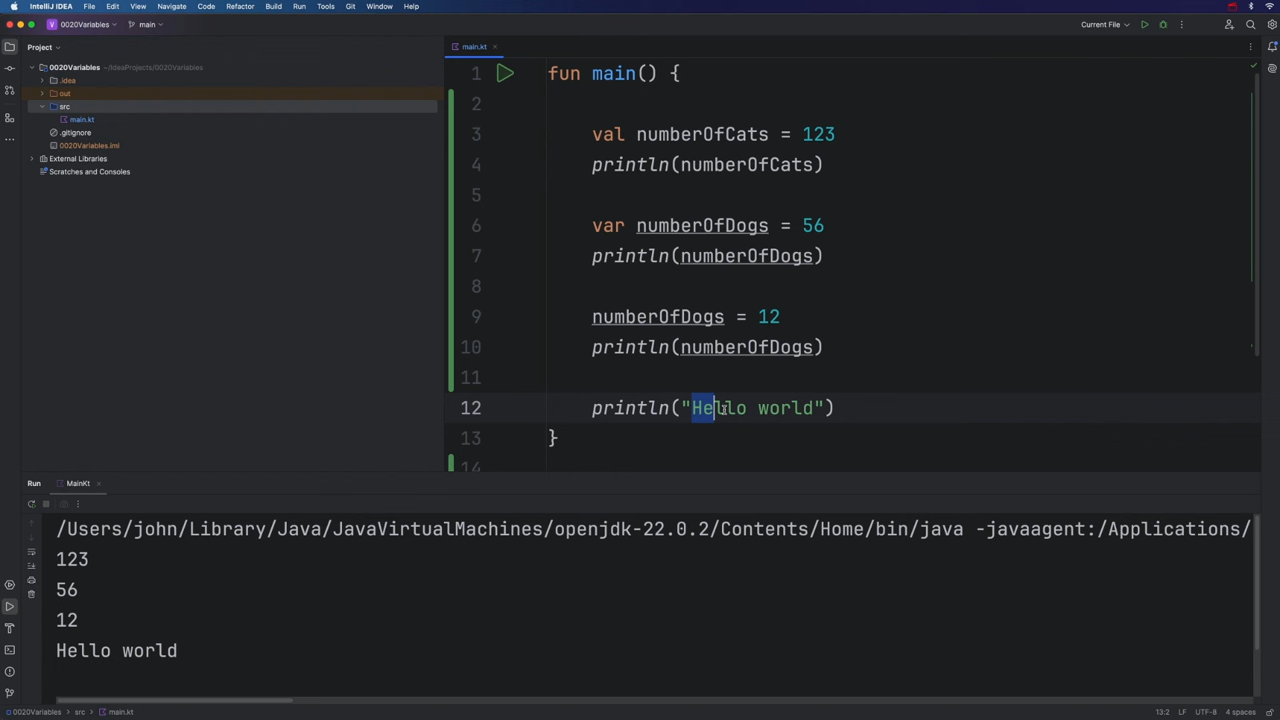 IntelliJ IDEA File Edit View Navigate Code Refactor Build Run Tools Git Window Help
V 0020Variables main Current File
Project
main.kt
0020Variables ~/IdeaProjects/0020Variables
.idea
out
src
main.kt
.gitignore
0020Variables.iml
External Libraries
Scratches and Consoles
1 fun main() {
2
3 val numberOfCats = 123
4 println(numberOfCats)
5
6 var numberOfDogs = 56
7 println(numberOfDogs)
8
9 numberOfDogs = 12
10 println(numberOfDogs)
11
12 println("Hello world")
13 }
14
Run MainKt
/Users/john/Library/Java/JavaVirtualMachines/openjdk-22.0.2/Contents/Home/bin/java -javaagent:/Applications/
123
56
12
Hello world
0020Variables > src > main.kt 13:2 LF UTF-8 4 spaces